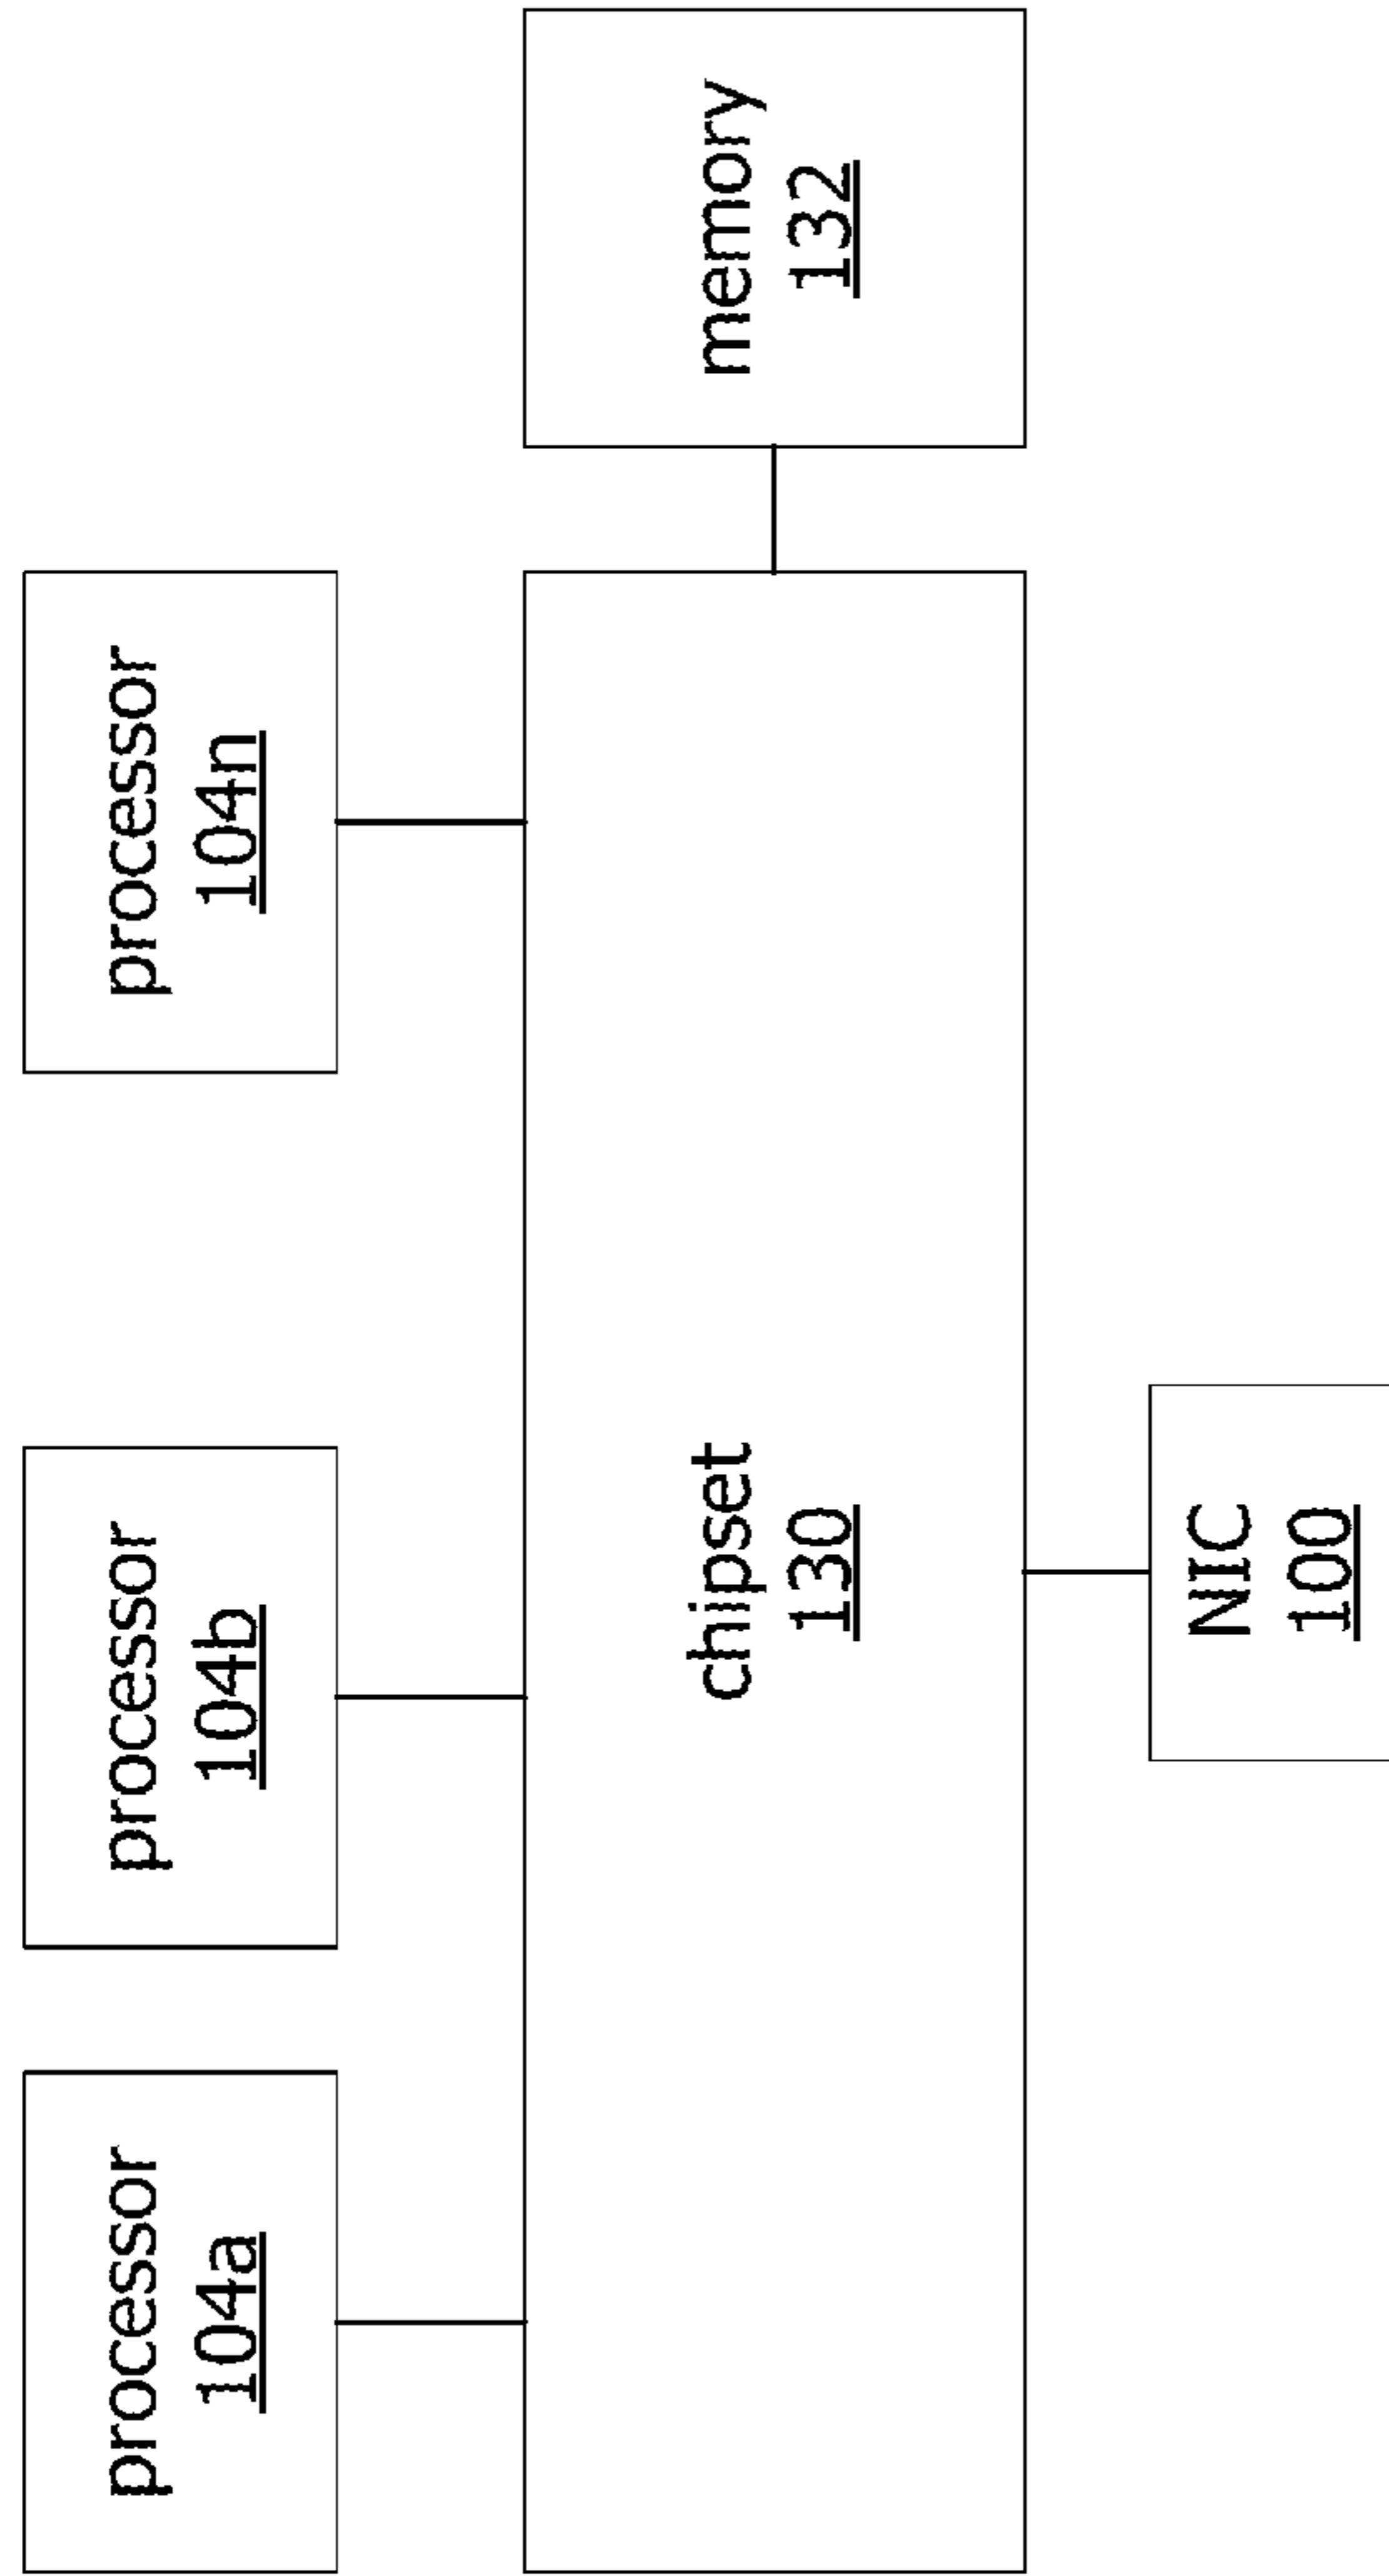 processor
104a
processor
104b
processor
104n
chipset
130
memory
132
NIC
100